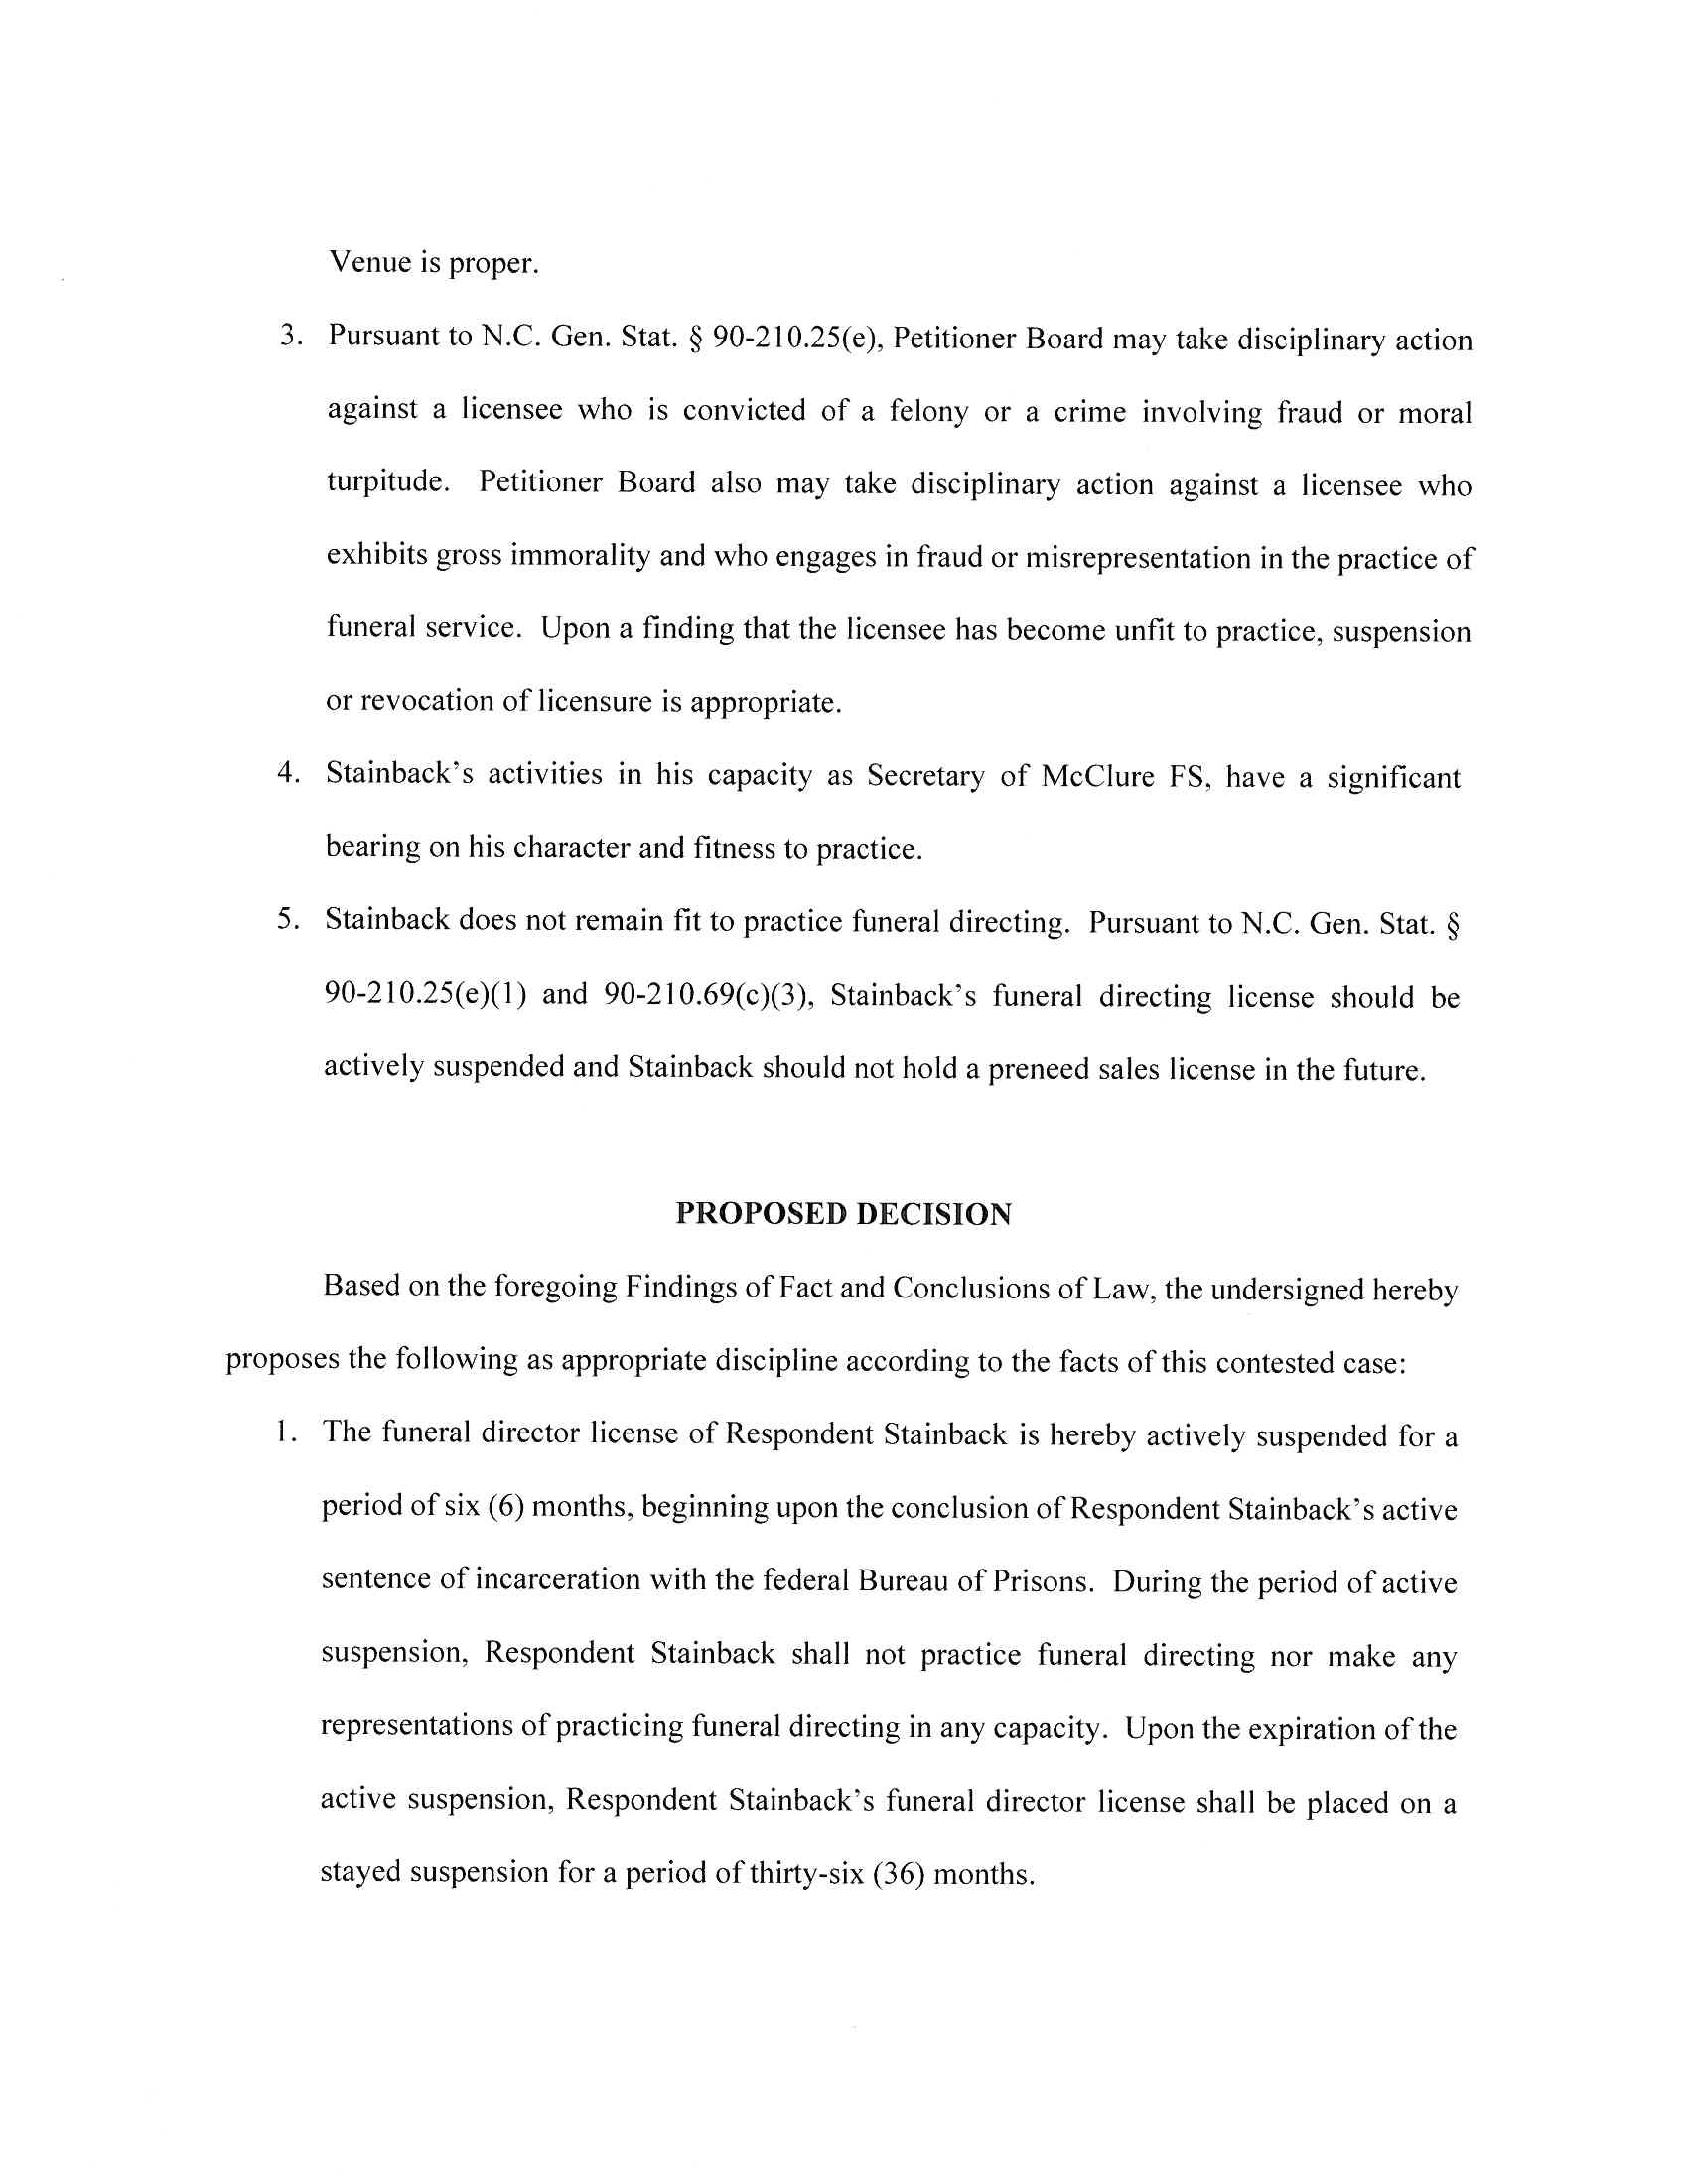 Venue is proper.
3. Pursuant to N.C. Gen. Stat. § 90-210.25(e), Petitioner Board may take disciplinary action
against a licensee who is convicted of a felony or a crime involving fraud or moral
turpitude. Petitioner Board also may take disciplinary action against a licensee who
exhibits gross immorality and who engages in fraud or misrepresentation in the practice of
funeral service. Upon a finding that the licensee has become unfit to practice, suspension
or revocation of licensure is appropriate.
4. Stainback's activities in his capacity as Secretary of McClure FS, have a significant
bearing on his character and fitness to practice.
5. Stainback does not remain fit to practice funeral directing. Pursuant to N.C. Gen. Stat. §
90-210.25(e)(1) and 90-210.69(c)(3), Stainback's funeral directing license should be
actively suspended and Stainback should not hold a preneed sales license in the future.
PROPOSED DECISION
Based on the foregoing Findings of Fact and Conclusions of Law, the undersigned hereby
proposes the following as appropriate discipline according to the facts of this contested case:
1. The funeral director license of Respondent Stainback is hereby actively suspended for a
period of six (6) months, beginning upon the conclusion of Respondent Stainback's active
sentence of incarceration with the federal Bureau of Prisons. During the period of active
suspension, Respondent Stainback shall not practice funeral directing nor make any
representations of practicing funeral directing in any capacity. Upon the expiration of the
active suspension, Respondent Stainback's funeral director license shall be placed on a
stayed suspension for a period of thirty-six (36) months.